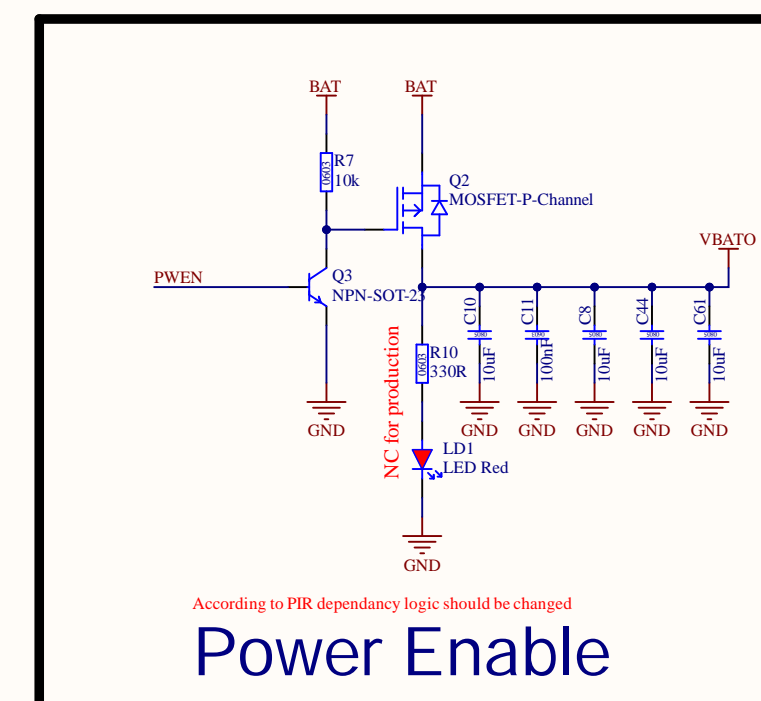 BAT
BAT
R7
10k
0603
Q2
MOSFET-P-Channel
VBATO
PWEN
Q3
NPN-SOT-23
C10
10uF
C11
100nF
C8
10uF
C44
10uF
C61
10uF
NC for production
R10
330R
0603
GND
GND
GND
GND
GND
GND
LD1
LED Red
GND
According to PIR dependancy logic should be changed
Power Enable